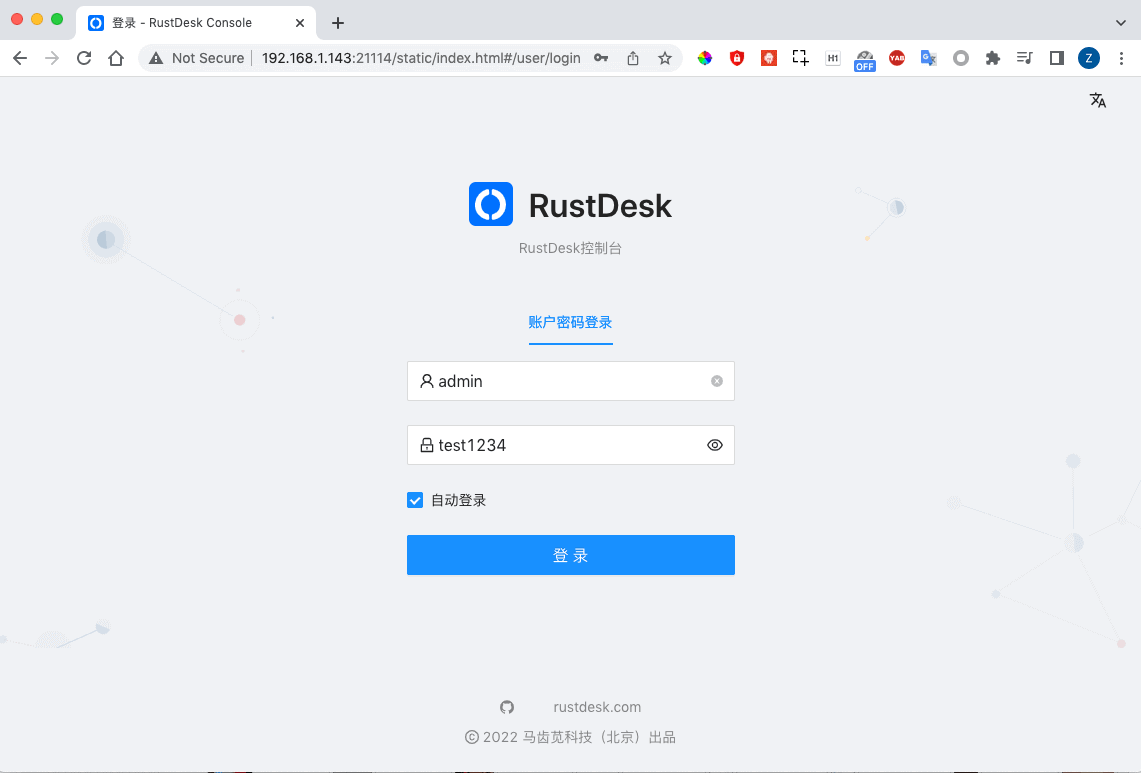 登录 - RustDesk Console
Not Secure
192.168.1.143:21114/static/index.html#/user/login
H1
OFF
YAB
Z
RustDesk
RustDesk控制台
账户密码登录
admin
test1234
自动登录
登 录
rustdesk.com
© 2022 马齿苋科技（北京）出品